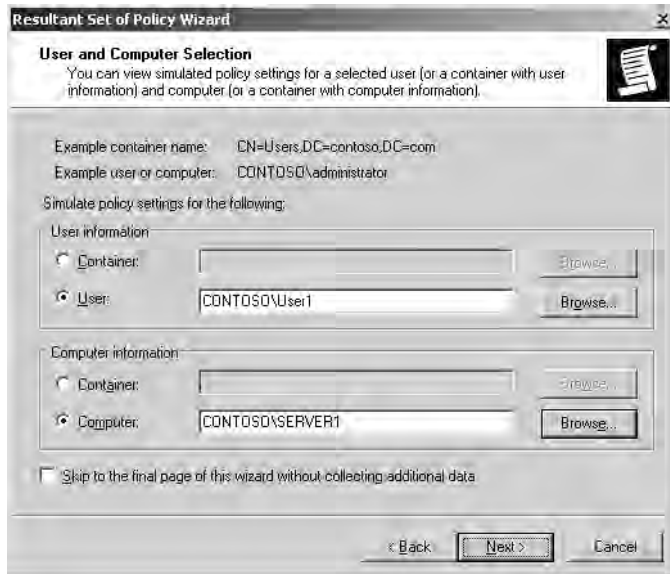 Resultant Set of Policy Wizard
User and Computer Selection
You can view simulated policy settings for a selected user (or a container with user
information) and computer (or a container with computer information).
Example container name: CN=Users,DC=contoso,DC=com
Example user or computer: CONTOSO\administrator
Simulate policy settings for the following:
User information
Container: Browse...
User: CONTOSO\User1 Browse...
Computer information
Container: Browse...
Computer: CONTOSO\SERVER1 Browse...
Skip to the final page of this wizard without collecting additional data
< Back Next > Cancel